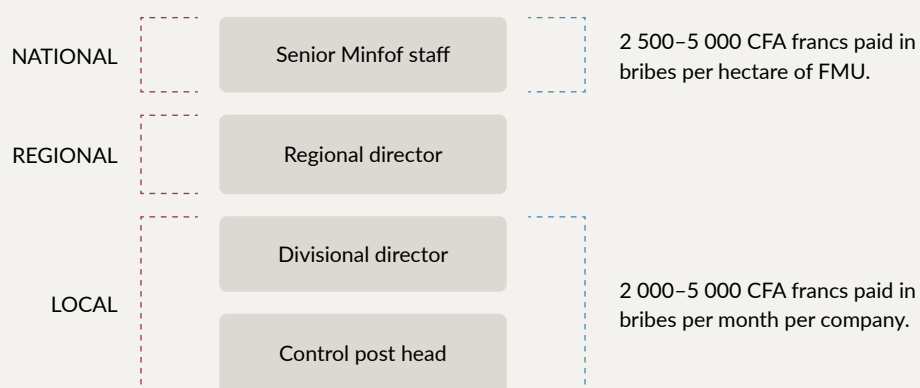 NATIONAL
Senior Minfof staff
2 500–5 000 CFA francs paid in
bribes per hectare of FMU.
REGIONAL
Regional director
Divisional director
LOCAL
2 000–5 000 CFA francs paid in
bribes per month per company.
Control post head